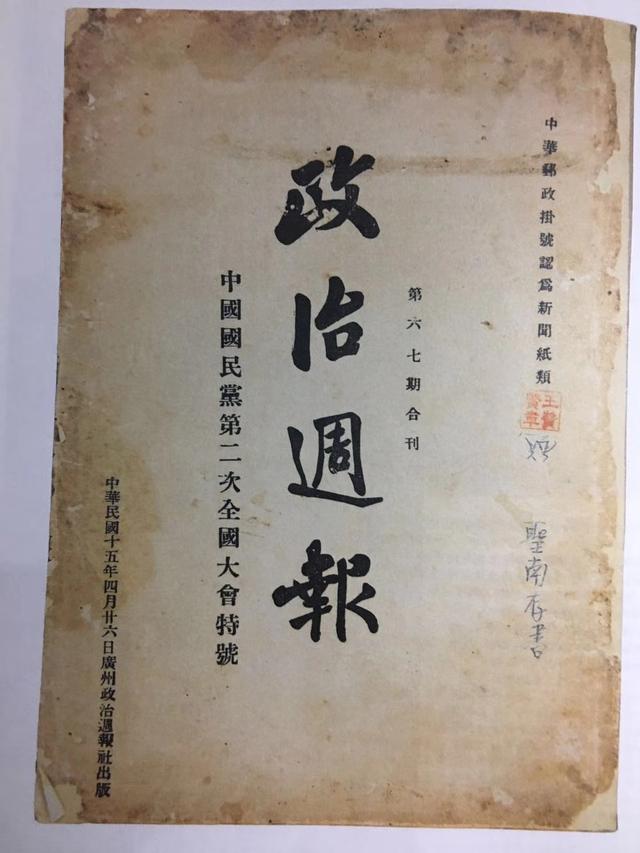 中華郵政掛號認爲新聞紙類
第六七期合刊
政治週報
中國國民黨第二次全國大會特號
中華民國十五年四月廿六日廣州政治週報社出版